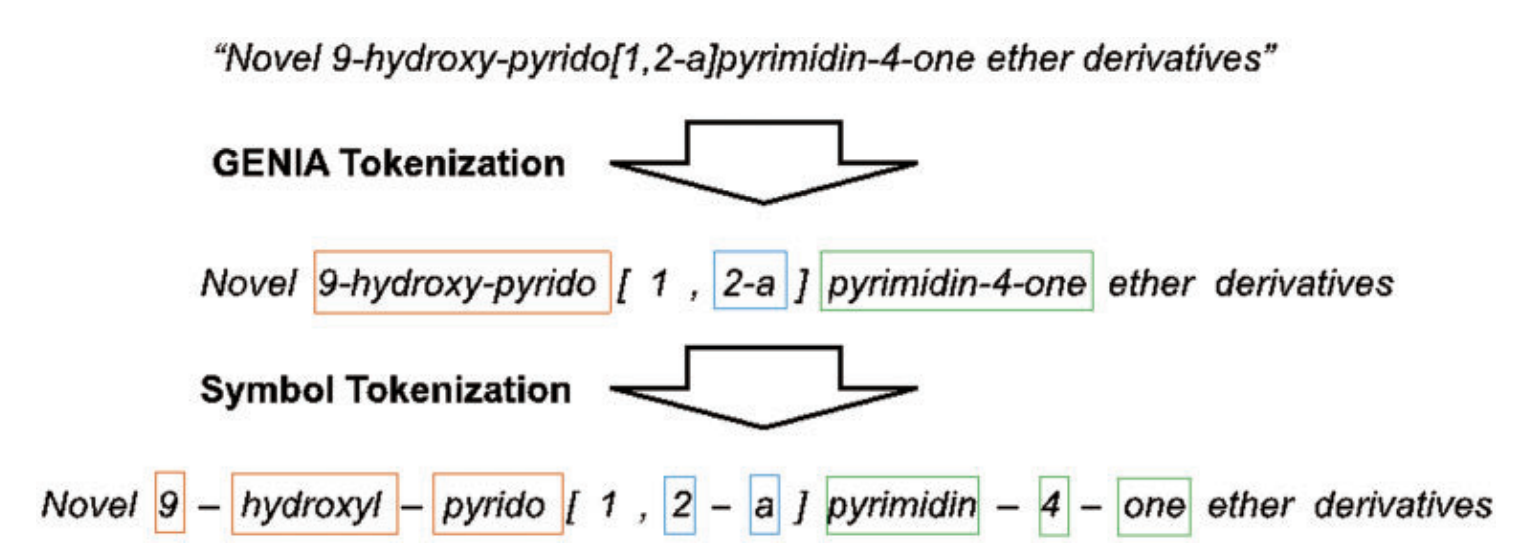 “Novel 9-hydroxy-pyrido[1,2-a]pyrimidin-4-one ether derivatives”
GENIA Tokenization
Novel 9-hydroxy-pyrido [ 1 , 2-a ] pyrimidin-4-one ether derivatives
Symbol Tokenization
Novel 9 – hydroxyl – pyrido [ 1 , 2 – a ] pyrimidin – 4 – one ether derivatives